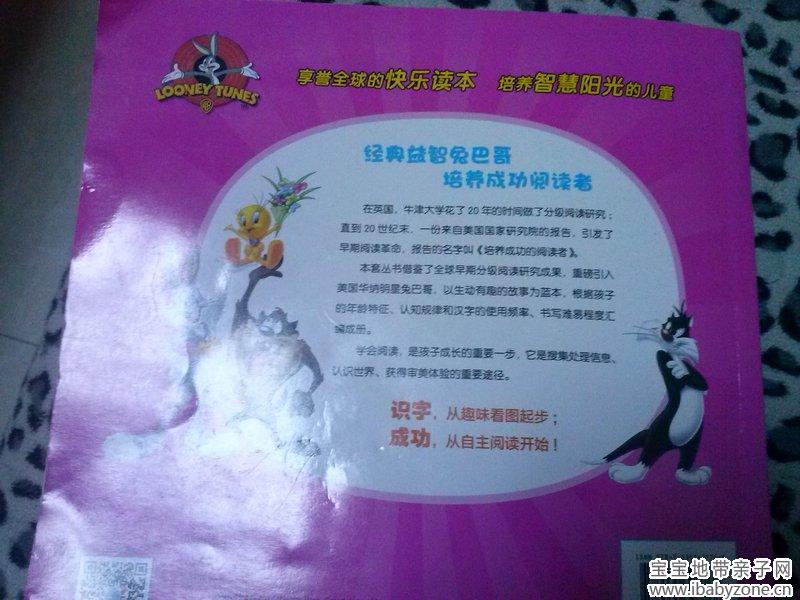 LOONEY TUNES
享誉全球的快乐读本 培养智慧阳光的儿童
经典益智兔巴哥
培养成功阅读者
在英国，牛津大学花了20年的时间做了分级阅读研究；
直到20世纪末，一份来自美国国家研究院的报告，引发了
早期阅读革命，报告的名字叫《培养成功的阅读者》。
本套丛书借鉴了全球早期分级阅读研究成果，重磅引入
美国华纳明星兔巴哥，以生动有趣的故事为蓝本，根据孩子
的年龄特征、认知规律和汉字的使用频率、书写难易程度汇
编成册。
学会阅读，是孩子成长的重要一步，它是搜集处理信息、
认识世界、获得审美体验的重要途径。
识字，从趣味看图起步；
成功，从自主阅读开始！
宝宝地带亲子网
www.ibabyzone.cn